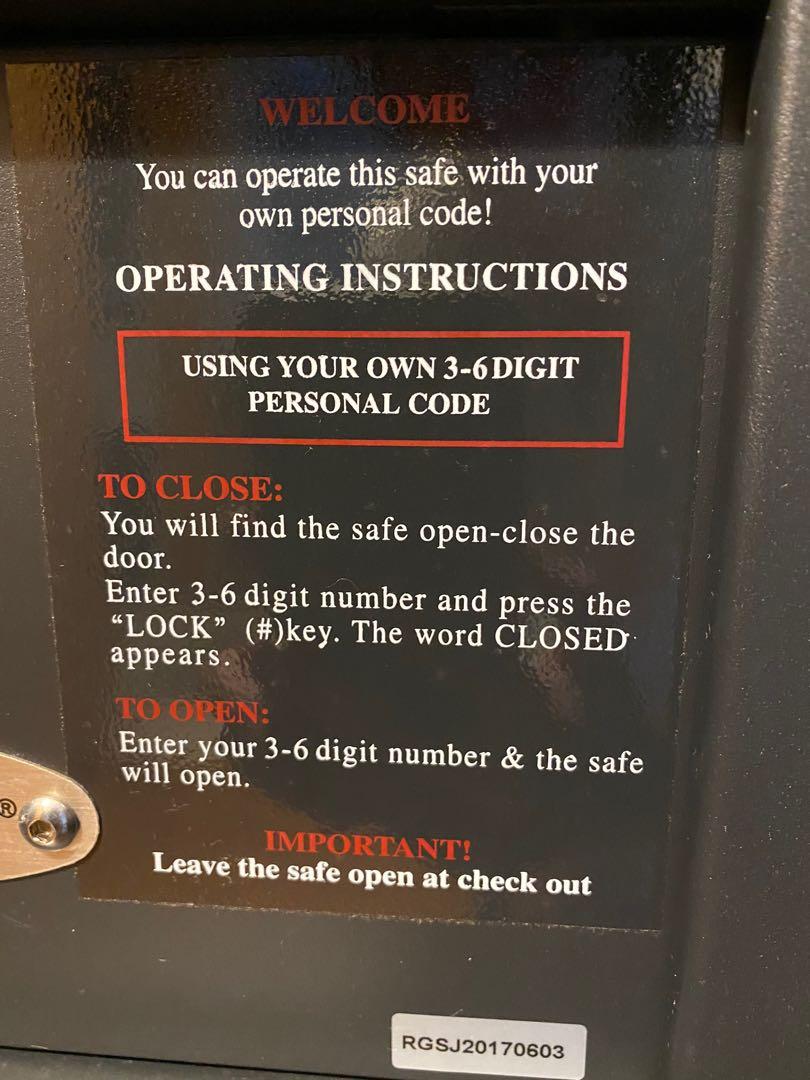 WELCOME
You can operate this safe with your
own personal code!
OPERATING INSTRUCTIONS
USING YOUR OWN 3-6 DIGIT
PERSONAL CODE
TO CLOSE:
You will find the safe open-close the
door.
Enter 3-6 digit number and press the
“LOCK” (#)key. The word CLOSED
appears.
TO OPEN:
Enter your 3-6 digit number & the safe
will open.
IMPORTANT!
Leave the safe open at check out
®
RGSJ20170603